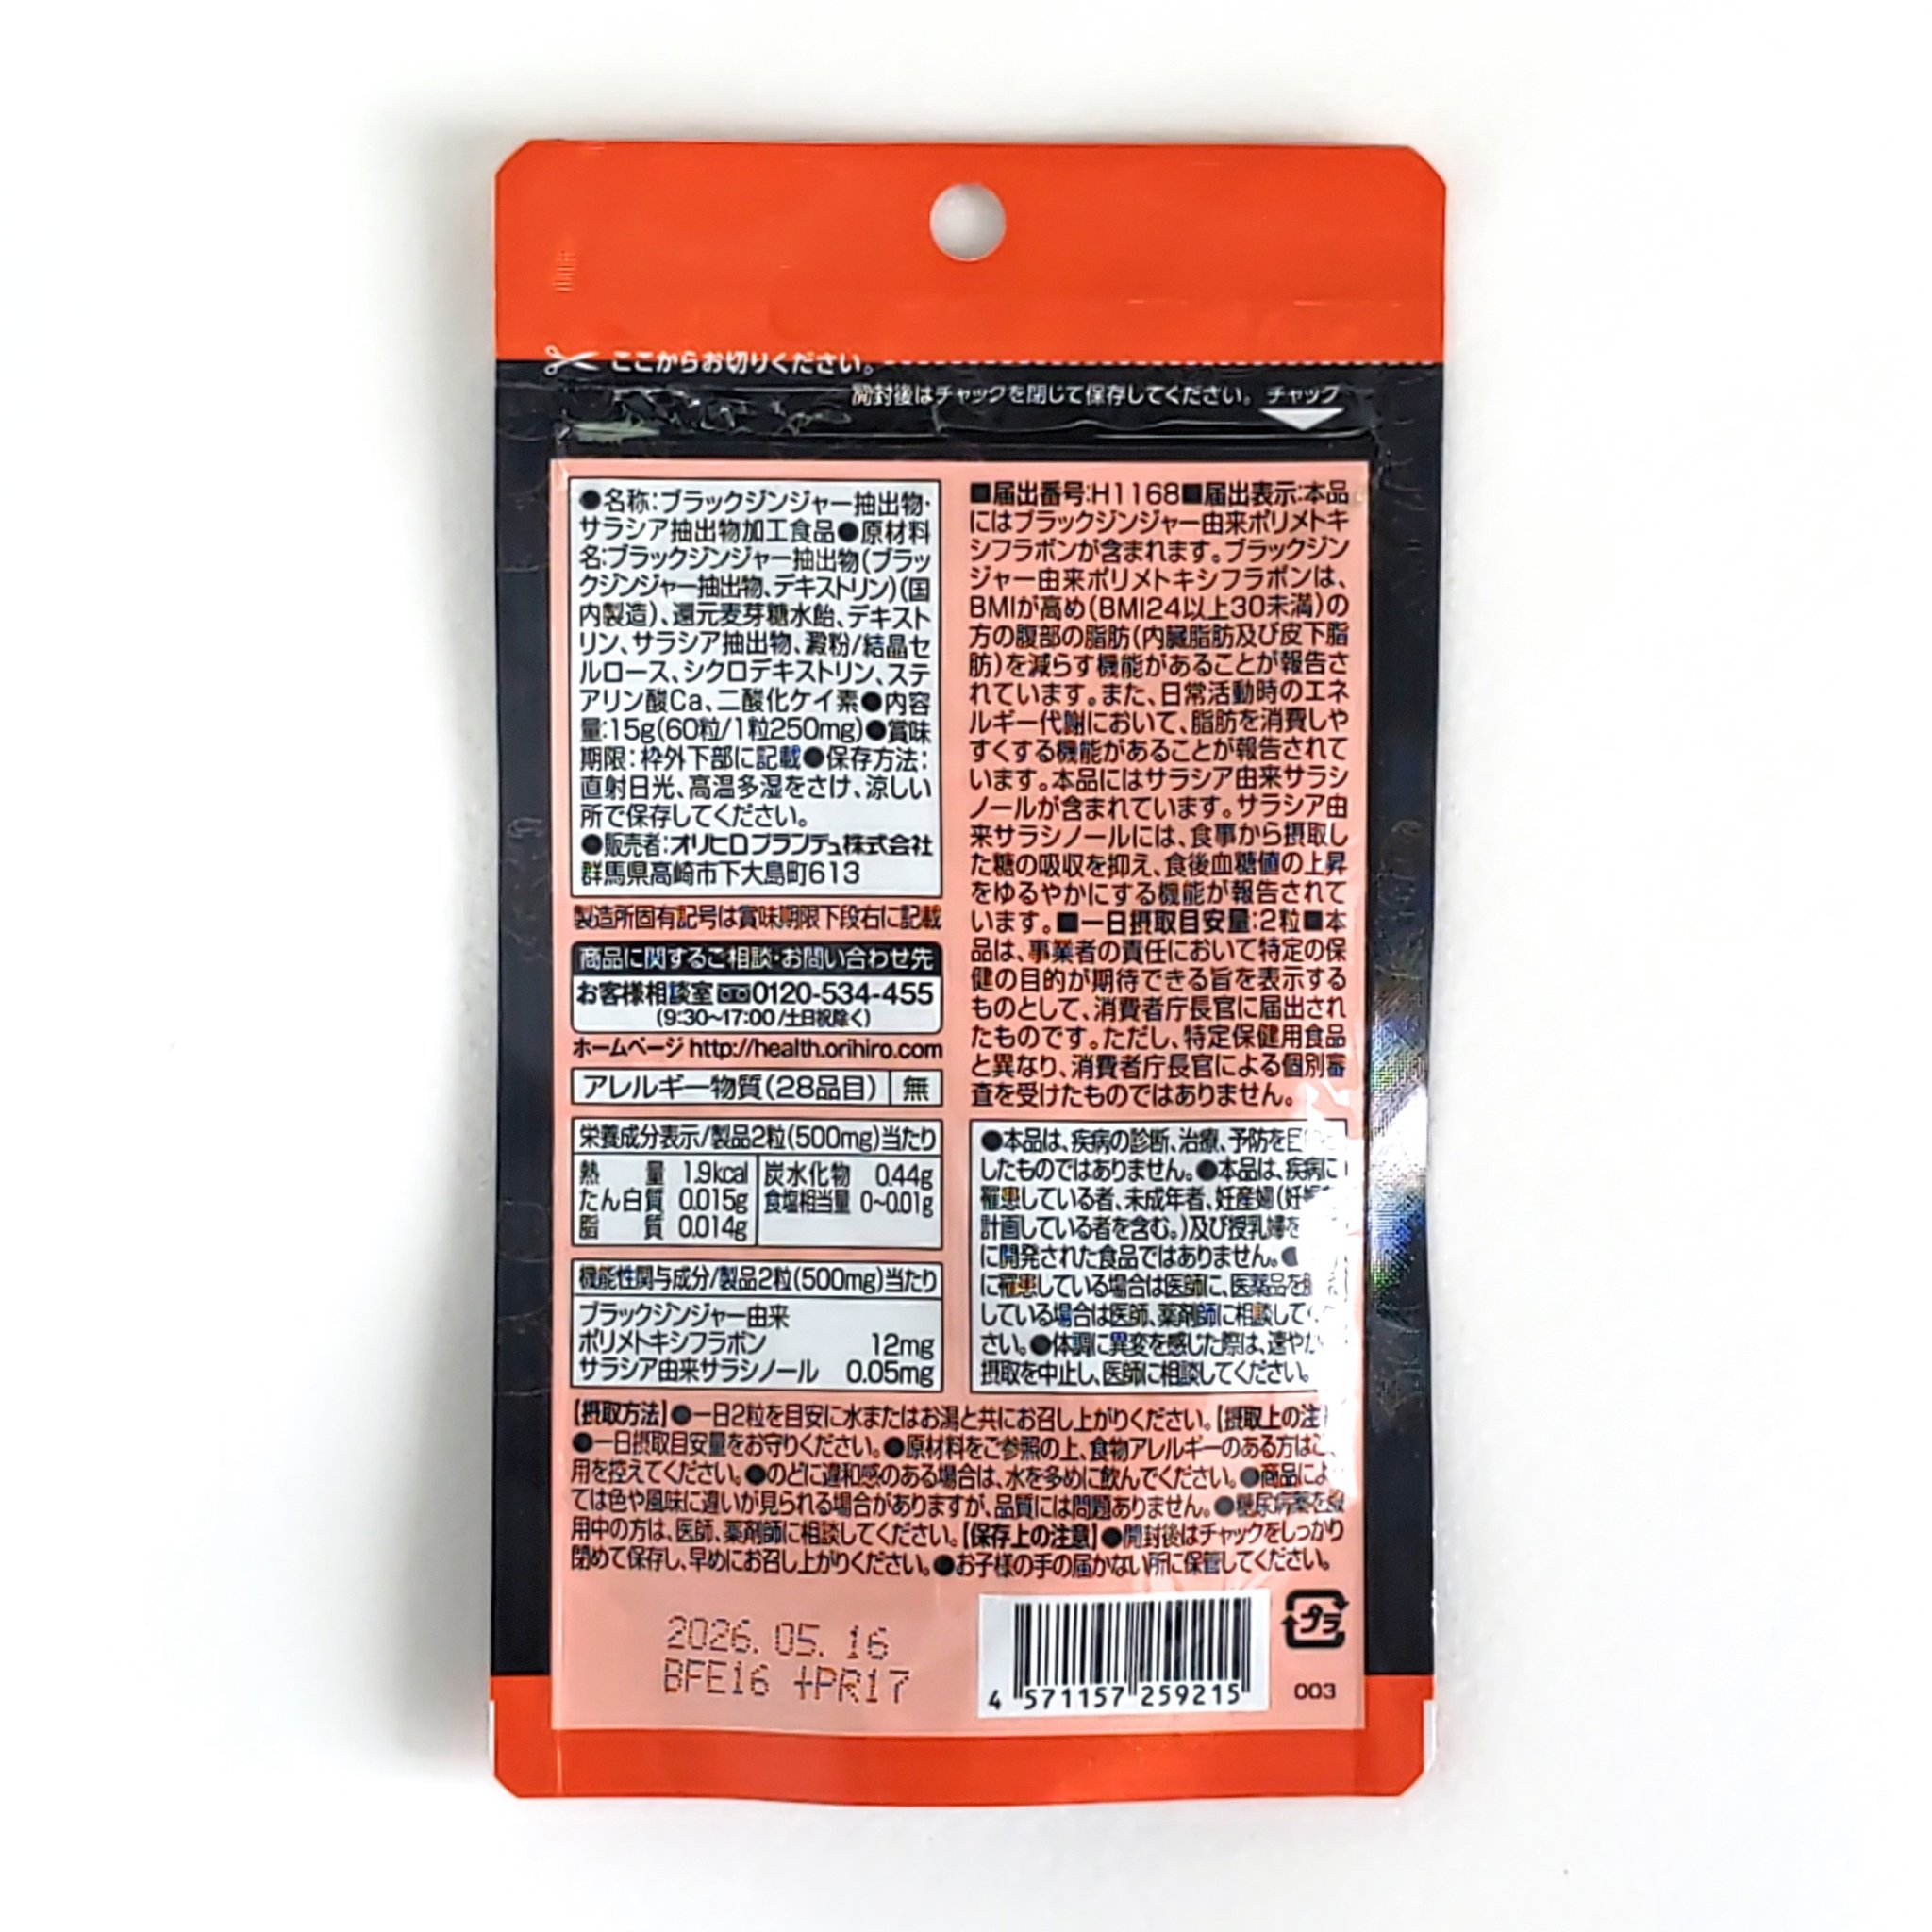 ここからお切りください。
開封後はチャックを閉じて保存してください。 チャック
●名称:ブラックジンジャー抽出物・
サラシア抽出物加工食品●原材料
名:ブラックジンジャー抽出物(ブラッ
クジンジャー抽出物、デキストリン)(国
内製造)、還元麦芽糖水飴、デキスト
リン、サラシア抽出物、澱粉/結晶セ
ルロース、シクロデキストリン、ステ
アリン酸Ca、二酸化ケイ素●内容
量:15g(60粒/1粒250mg)●賞味
期限:枠外下部に記載●保存方法:
直射日光、高温多湿をさけ、涼しい
所で保存してください。
●販売者:オリヒロプランデュ株式会社
群馬県高崎市下大島町613
製造所固有記号は賞味期限下段右に記載
商品に関するご相談・お問い合わせ先
お客様相談室 0120-534-455
(9:30～17:00/土日祝除く)
ホームページ http://health.orihiro.com
アレルギー物質(28品目) 無
栄養成分表示/製品2粒(500mg)当たり
熱量 1.9kcal 炭水化物 0.44g
たん白質 0.015g 食塩相当量 0~0.01g
脂質 0.014g
機能性関与成分/製品2粒(500mg)当たり
ブラックジンジャー由来
ポリメトキシフラボン 12mg
サラシア由来サラシノール 0.05mg
■届出番号:H1168■届出表示:本品
にはブラックジンジャー由来ポリメトキ
シフラボンが含まれます。ブラックジン
ジャー由来ポリメトキシフラボンは、
BMIが高め(BMI24以上30未満)の
方の腹部の脂肪(内臓脂肪及び皮下脂
肪)を減らす機能があることが報告さ
れています。また、日常活動時のエネ
ルギー代謝において、脂肪を消費しや
すくする機能があることが報告されて
います。本品にはサラシア由来サラシ
ノールが含まれています。サラシア由
来サラシノールには、食事から摂取し
た糖の吸収を抑え、食後血糖値の上昇
をゆるやかにする機能が報告されて
います。■一日摂取目安量:2粒■本
品は、事業者の責任において特定の保
健の目的が期待できる旨を表示する
ものとして、消費者庁長官に届出され
たものです。ただし、特定保健用食品
と異なり、消費者庁長官による個別審
査を受けたものではありません。
●本品は、疾病の診断、治療、予防を
したものではありません。●本品は、疾病に
罹患している者、未成年者、妊産婦(妊娠
計画している者を含む。)及び授乳婦を
に開発された食品ではありません。●
に罹患している場合は医師に、医薬品を
している場合は医師、薬剤師に相談して
さい。●体調に異変を感じた際は、速やか
摂取を中止し、医師に相談してください。
【摂取方法】●一日2粒を目安に水またはお湯と共にお召し上がりください。【摂取上の注
●一日摂取目安量をお守りください。●原材料をご参照の上、食物アレルギーのある方はご
用を控えてください。●のどに違和感のある場合は、水を多めに飲んでください。●商品によ
ては色や風味に違いが見られる場合がありますが、品質には問題ありません。●糖尿病薬を
用中の方は、医師、薬剤師に相談してください。【保存上の注意】●開封後はチャックをしっかり
閉めて保存し、早めにお召し上がりください。●お子様の手の届かない所に保管してください。
2026.05.16
BFE16 +PR17
4 571157 259215
プラ
003